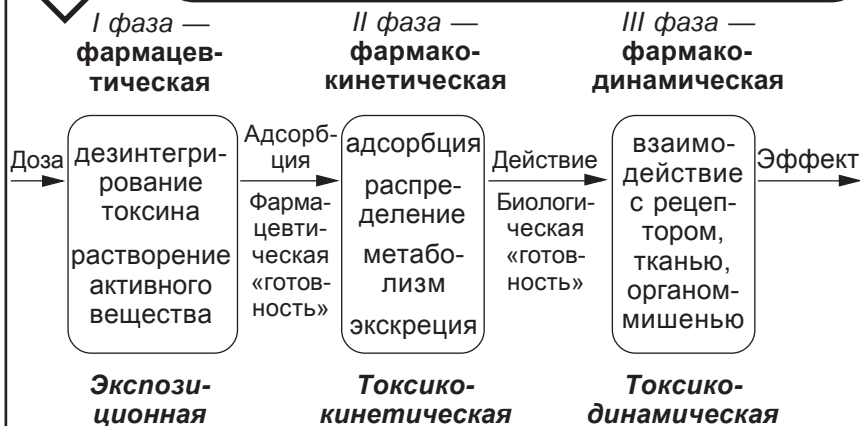 I фаза —
фармацев-
тическая
II фаза —
фармако-
кинетическая
III фаза —
фармако-
динамическая
Доза
дезинтегри-
рование
токсина
растворение
активного
вещества
Адсорб-
ция
Фарма-
цевти-
ческая
«готов-
ность»
адсорбция
распре-
деление
метабо-
лизм
экскреция
Действие
Биологи-
ческая
«готов-
ность»
взаимо-
действие
с рецеп-
тором,
тканью,
органом-
мишенью
Эффект
Экспози-
ционная
Токсико-
кинетическая
Токсико-
динамическая